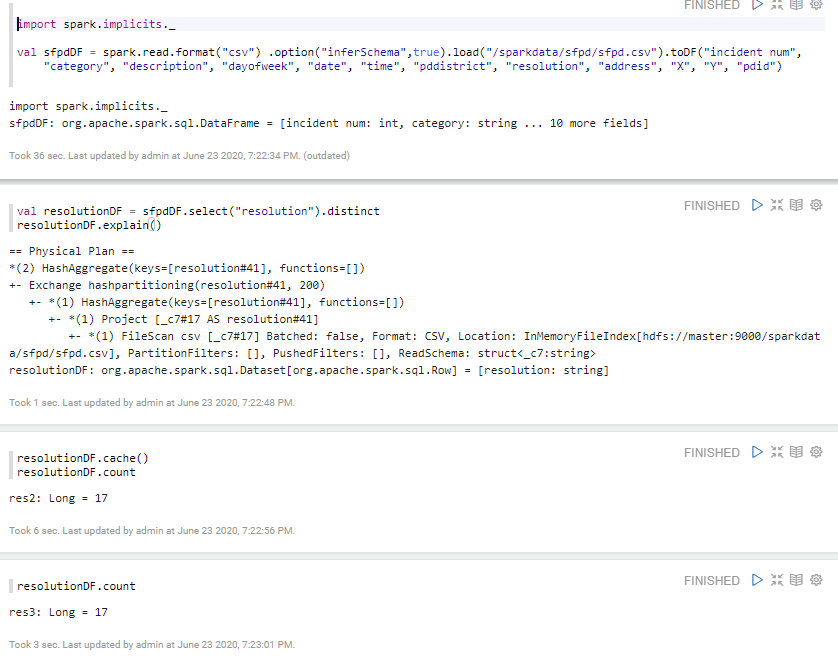 FINISHED
import spark.implicits._
val sfpdDF = spark.read.format("csv") .option("inferSchema",true).load("/sparkdata/sfpd/sfpd.csv").toDF("incident num",
"category", "description", "dayofweek", "date", "time", "pddistrict", "resolution", "address", "X", "Y", "pdid")
import spark.implicits._
sfpdDF: org.apache.spark.sql.DataFrame = [incident num: int, category: string ... 10 more fields]
Took 36 sec. Last updated by admin at June 23 2020, 7:22:34 PM. (outdated)
FINISHED
val resolutionDF = sfpdDF.select("resolution").distinct
resolutionDF.explain()
== Physical Plan ==
*(2) HashAggregate(keys=[resolution#41], functions=[])
+- Exchange hashpartitioning(resolution#41, 200)
+- *(1) HashAggregate(keys=[resolution#41], functions=[])
+- *(1) Project [_c7#17 AS resolution#41]
+- *(1) FileScan csv [_c7#17] Batched: false, Format: CSV, Location: InMemoryFileIndex[hdfs://master:9000/sparkdat
a/sfpd/sfpd.csv], PartitionFilters: [], PushedFilters: [], ReadSchema: struct<_c7:string>
resolutionDF: org.apache.spark.sql.Dataset[org.apache.spark.sql.Row] = [resolution: string]
Took 1 sec. Last updated by admin at June 23 2020, 7:22:48 PM.
FINISHED
resolutionDF.cache()
resolutionDF.count
res2: Long = 17
Took 6 sec. Last updated by admin at June 23 2020, 7:22:56 PM.
FINISHED
resolutionDF.count
res3: Long = 17
Took 3 sec. Last updated by admin at June 23 2020, 7:23:01 PM.